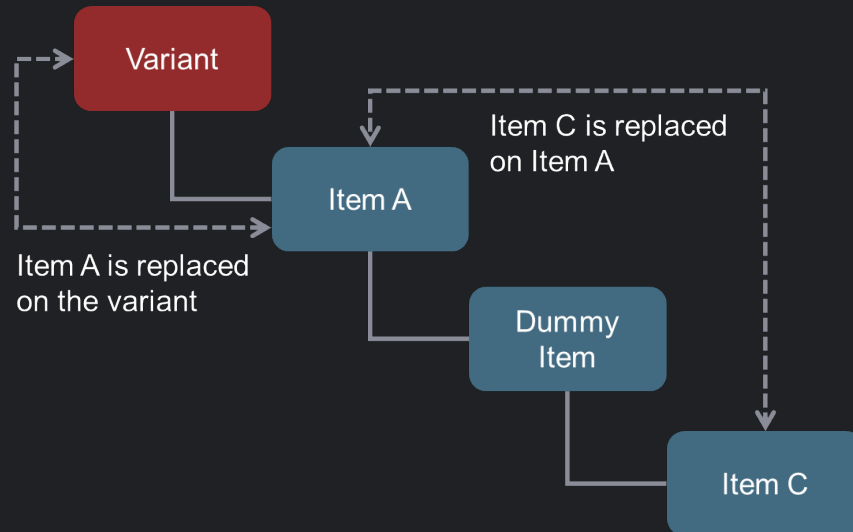 Variant
Item C is replaced
on Item A
Item A
Item A is replaced
on the variant
Dummy
Item
Item C